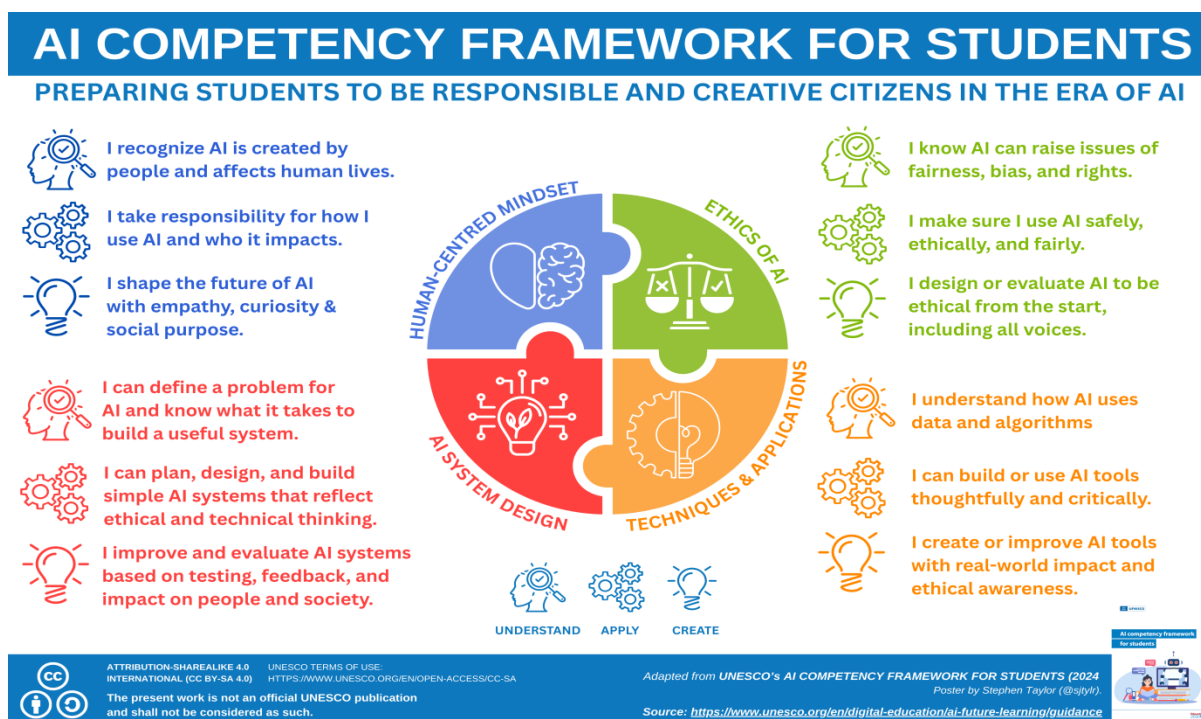 AI COMPETENCY FRAMEWORK FOR STUDENTS
PREPARING STUDENTS TO BE RESPONSIBLE AND CREATIVE CITIZENS IN THE ERA OF AI
I recognize AI is created by
people and affects human lives.
I take responsibility for how I
use AI and who it impacts.
I shape the future of AI
with empathy, curiosity &
social purpose.
I know AI can raise issues of
fairness, bias, and rights.
I make sure I use AI safely,
ethically, and fairly.
I design or evaluate AI to be
ethical from the start,
including all voices.
HUMAN-CENTRED MINDSET
ETHICS OF AI
AI SYSTEM DESIGN
TECHNIQUES & APPLICATIONS
I can define a problem for
AI and know what it takes to
build a useful system.
I can plan, design, and build
simple AI systems that reflect
ethical and technical thinking.
I improve and evaluate AI systems
based on testing, feedback, and
impact on people and society.
I understand how AI uses
data and algorithms
I can build or use AI tools
thoughtfully and critically.
I create or improve AI tools
with real-world impact and
ethical awareness.
UNDERSTAND
APPLY
CREATE
unesco
AI competency framework
for students
cc
ATTRIBUTION-SHAREALIKE 4.0
INTERNATIONAL (CC BY-SA 4.0)
UNESCO TERMS OF USE:
HTTPS://WWW.UNESCO.ORG/EN/OPEN-ACCESS/CC-SA
The present work is not an official UNESCO publication
and shall not be considered as such.
Adapted from UNESCO's AI COMPETENCY FRAMEWORK FOR STUDENTS (2024
Poster by Stephen Taylor (@sjtylr).
Source: https://www.unesco.org/en/digital-education/ai-future-learning/guidance